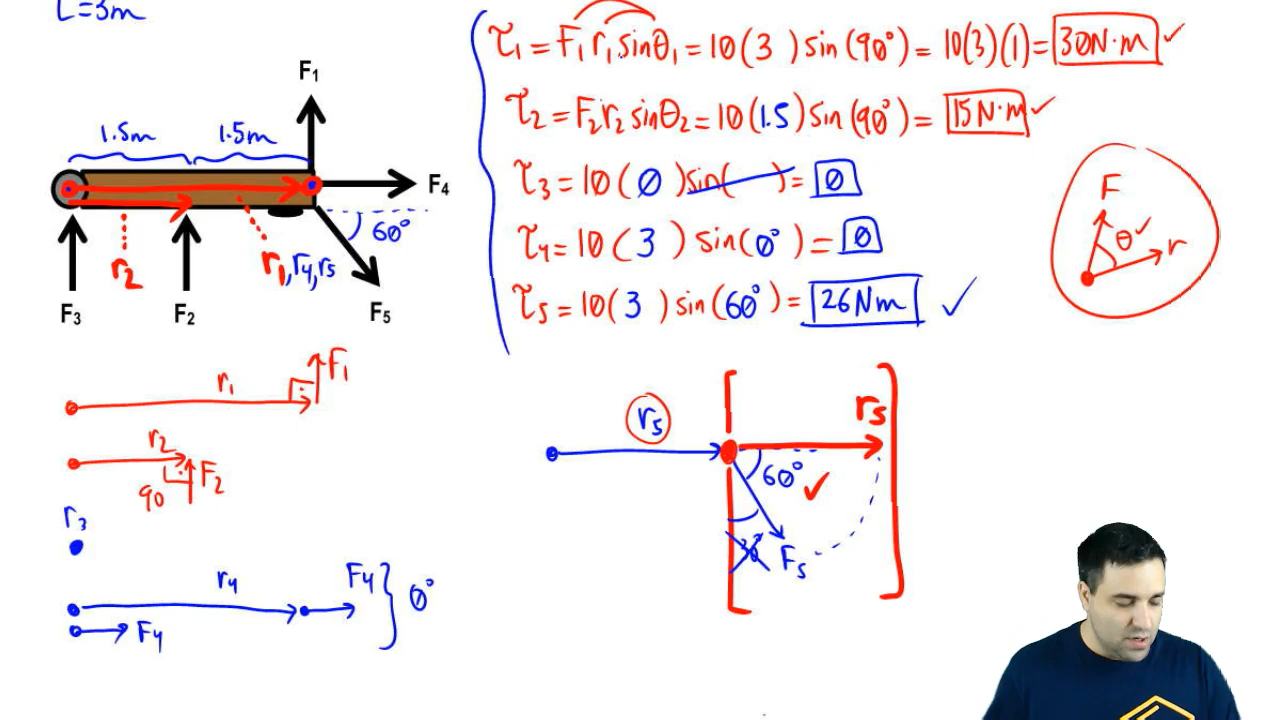 L=3m
F₁
1.5m 1.5m
F₄
60°
r₂ r₁,r₄,r₅
F₃ F₂ F₅
τ₁ = F₁ r₁ sinθ₁ = 10(3 ) sin(90°) = 10(3)(1) = 30N·m ✓
τ₂ = F₂ r₂ sinθ₂ = 10(1.5) sin(90°) = 15N·m ✓
τ₃ = 10( 0 ) sin( ) = 0
τ₄ = 10( 3 ) sin(0°) = 0
τ₅ = 10( 3 ) sin(60°) = 26Nm ✓
F
θ ✓
r
r₁ F₁
r₂
90 F₂
r₃
r₄ F₄ 0°
F₄
r₅ r₅
60° ✓
30° F₅